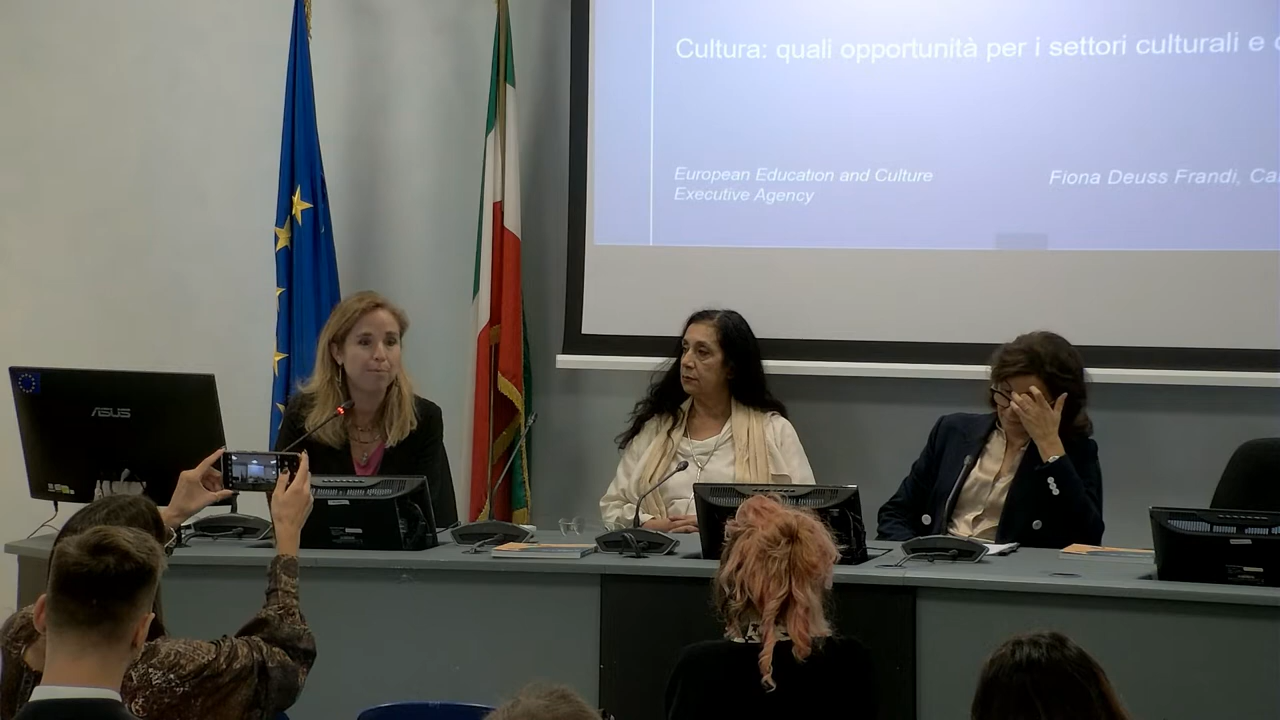 Cultura: quali opportunità per i settori culturali e
European Education and Culture
Executive Agency
Fiona Deuss Frandi,
ASUS